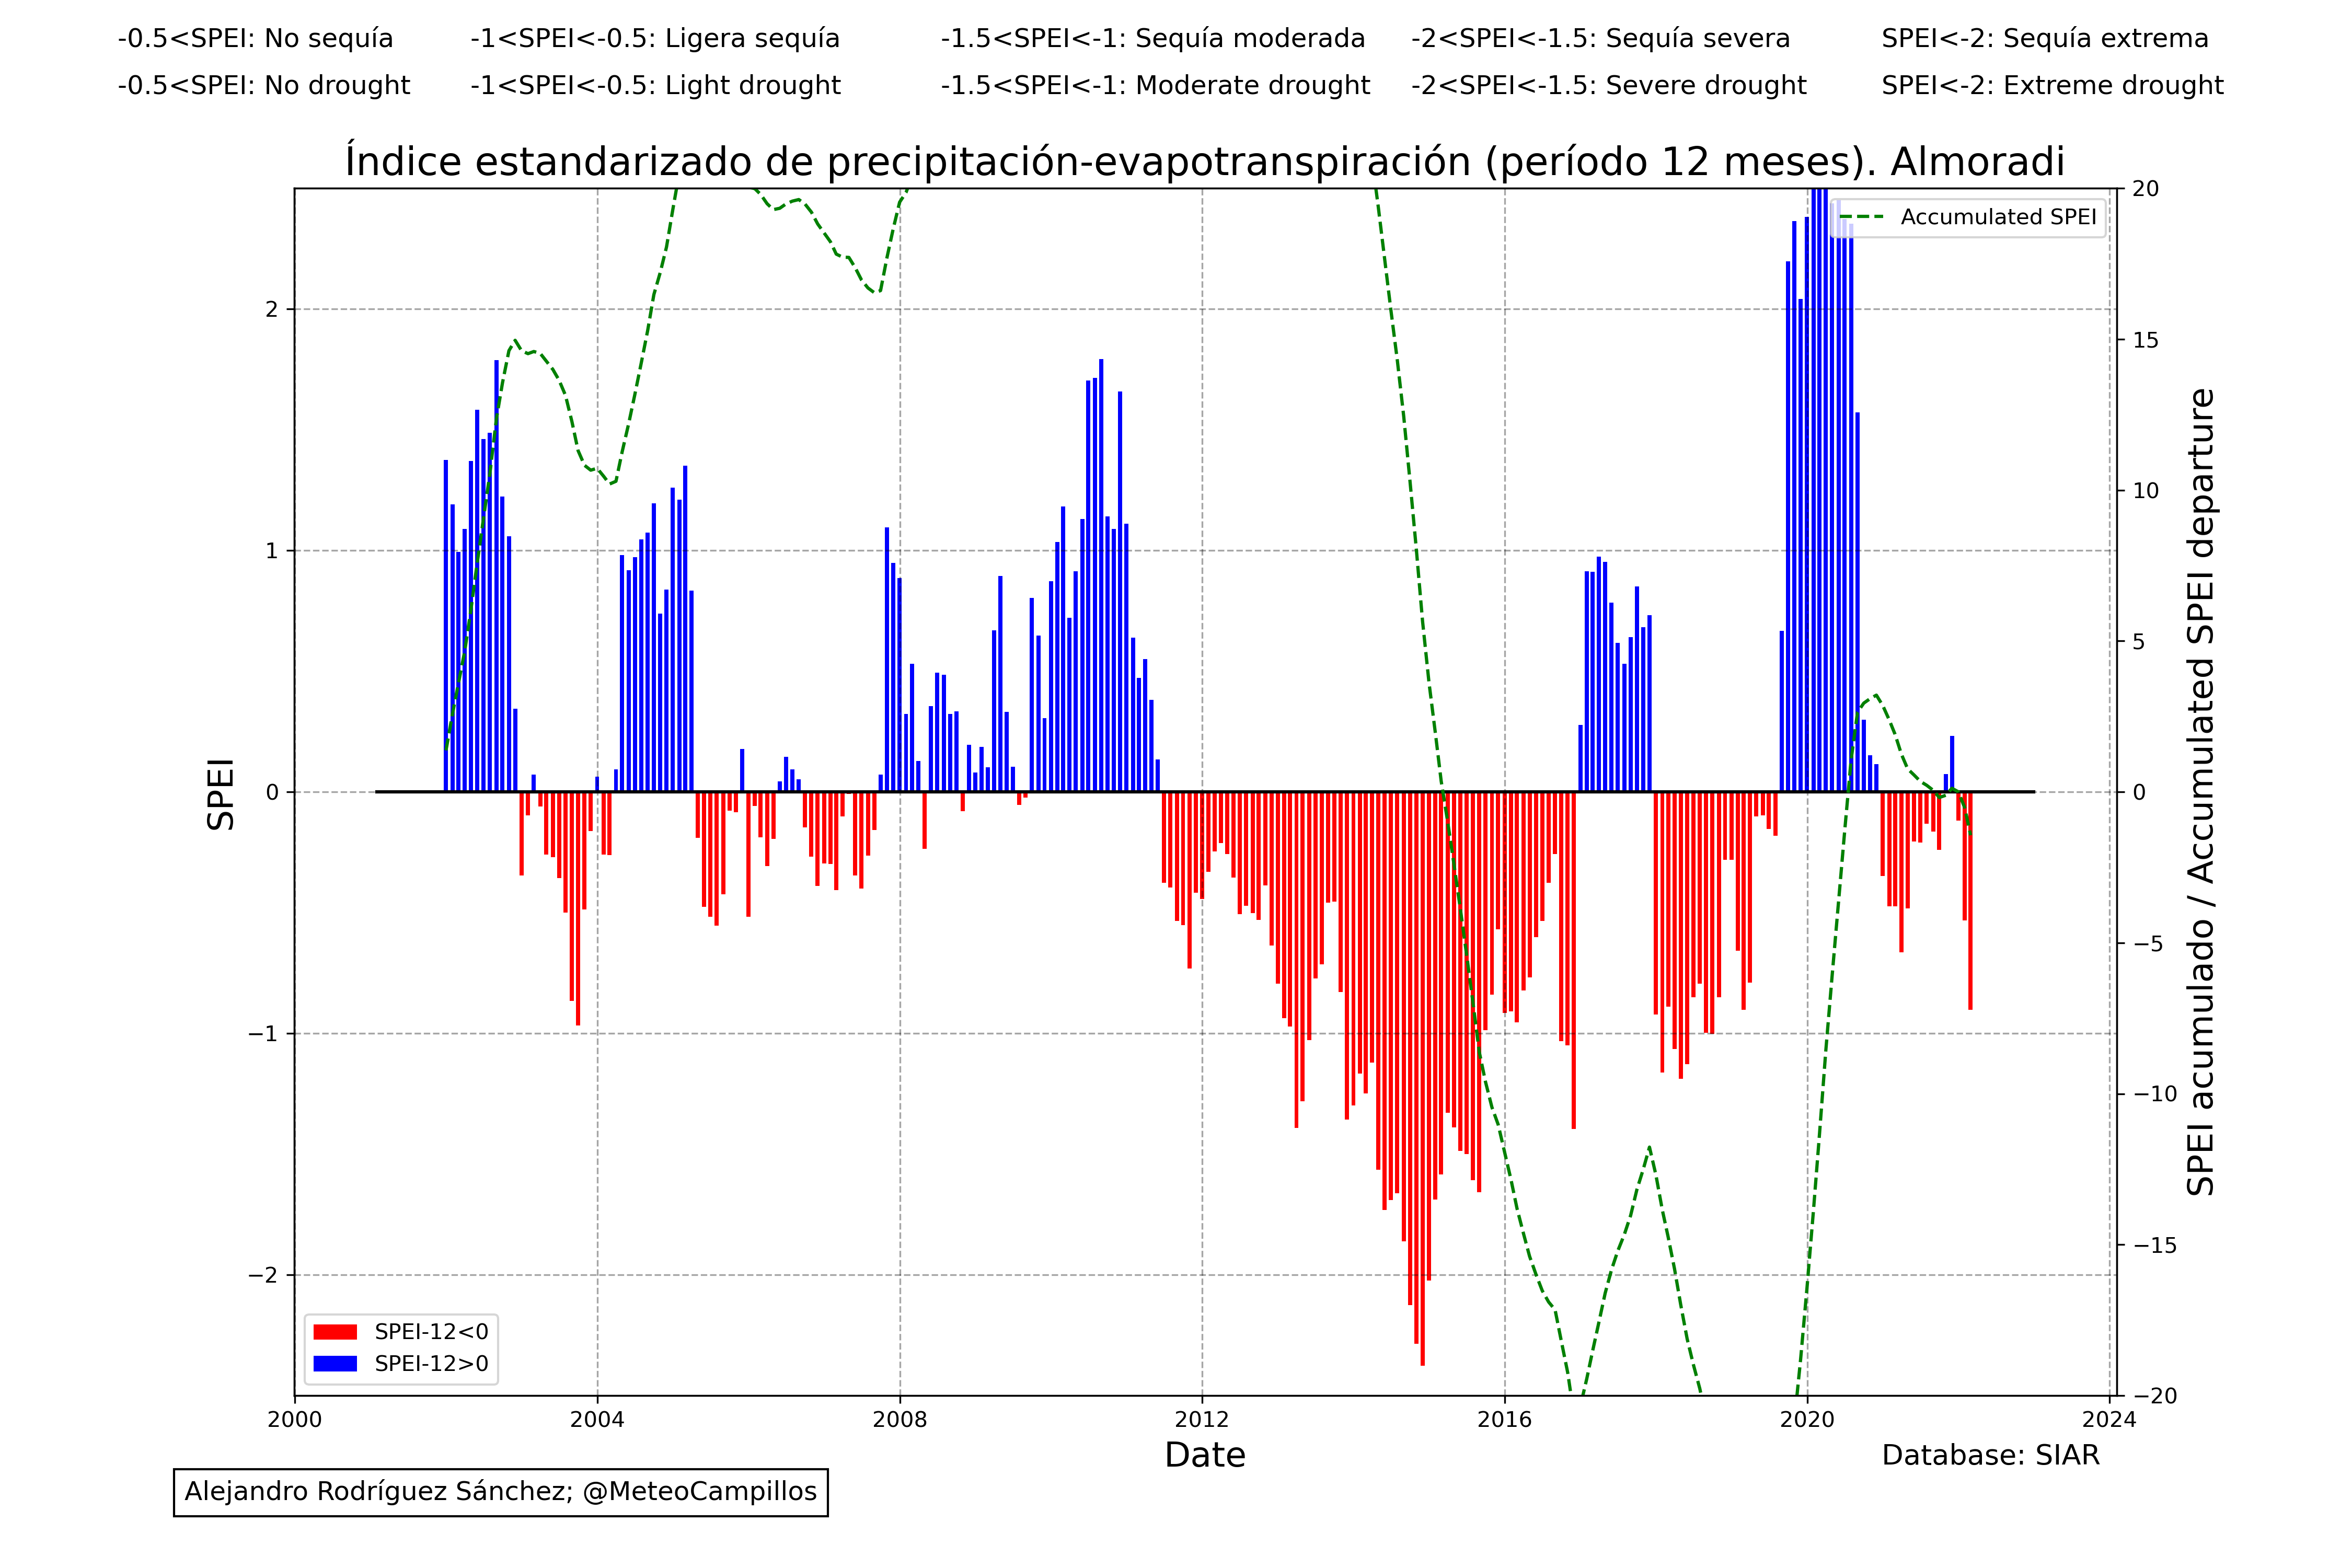 -0.5<SPEI: No sequía -1<SPEI<-0.5: Ligera sequía -1.5<SPEI<-1: Sequía moderada -2<SPEI<-1.5: Sequía severa SPEI<-2: Sequía extrema
-0.5<SPEI: No drought -1<SPEI<-0.5: Light drought -1.5<SPEI<-1: Moderate drought -2<SPEI<-1.5: Severe drought SPEI<-2: Extreme drought
Índice estandarizado de precipitación-evapotranspiración (período 12 meses). Almoradi
Accumulated SPEI
2
1
0
−1
−2
SPEI
20
15
10
5
0
−5
−10
−15
−20
SPEI acumulado / Accumulated SPEI departure
SPEI-12<0
SPEI-12>0
2000 2004 2008 2012 2016 2020 2024
Date
Database: SIAR
Alejandro Rodríguez Sánchez; @MeteoCampillos